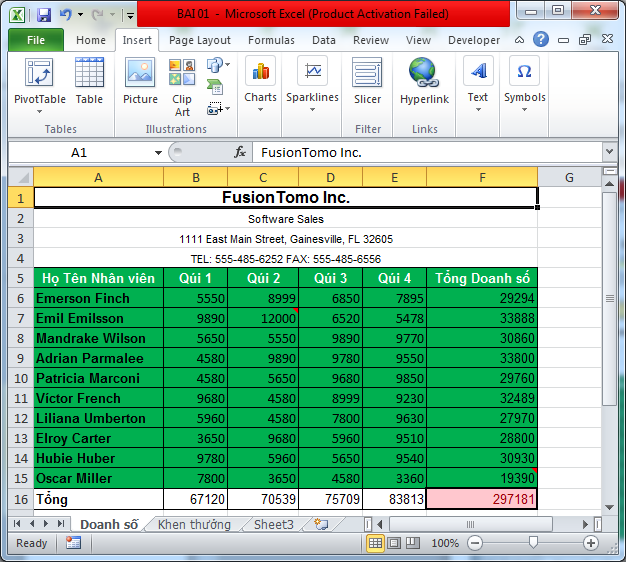 BAI 01 - Microsoft Excel (Product Activation Failed)
File Home Insert Page Layout Formulas Data Review View Developer
PivotTable Table Picture Clip Art Charts Sparklines Slicer Hyperlink Text Symbols
Tables Illustrations Filter Links
A1 fx FusionTomo Inc.
A B C D E F G
1 FusionTomo Inc.
2 Software Sales
3 1111 East Main Street, Gainesville, FL 32605
4 TEL: 555-485-6252 FAX: 555-485-6556
5 Họ Tên Nhân viên Qúi 1 Qúi 2 Qúi 3 Qúi 4 Tổng Doanh số
6 Emerson Finch 5550 8999 6850 7895 29294
7 Emil Emilsson 9890 12000 6520 5478 33888
8 Mandrake Wilson 5650 5550 9890 9770 30860
9 Adrian Parmalee 4580 9890 9780 9550 33800
10 Patricia Marconi 4580 5650 9680 9850 29760
11 Victor French 9680 4580 8999 9230 32489
12 Liliana Umberton 5960 4580 7800 9630 27970
13 Elroy Carter 3650 9680 5960 9510 28800
14 Hubie Huber 9780 5960 5650 9540 30930
15 Oscar Miller 7800 3650 4580 3360 19390
16 Tổng 67120 70539 75709 83813 297181
Doanh số Khen thưởng Sheet3
Ready 100%